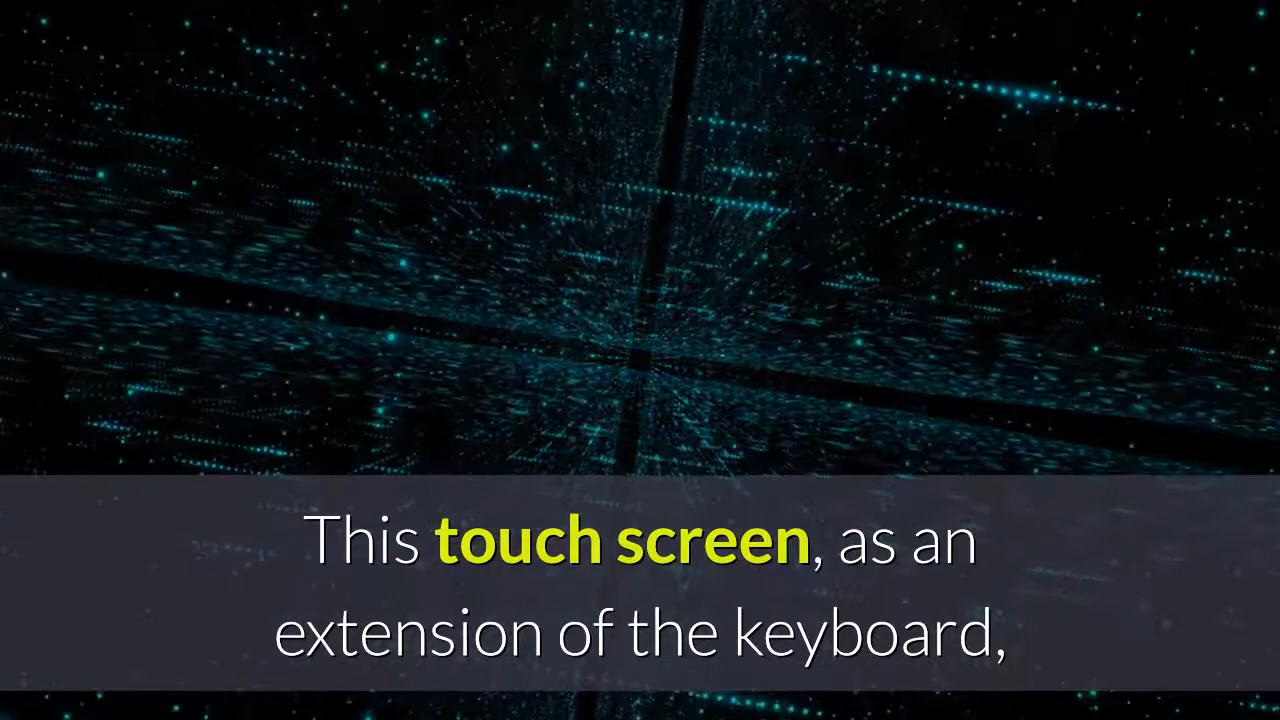 This touch screen, as an
extension of the keyboard,